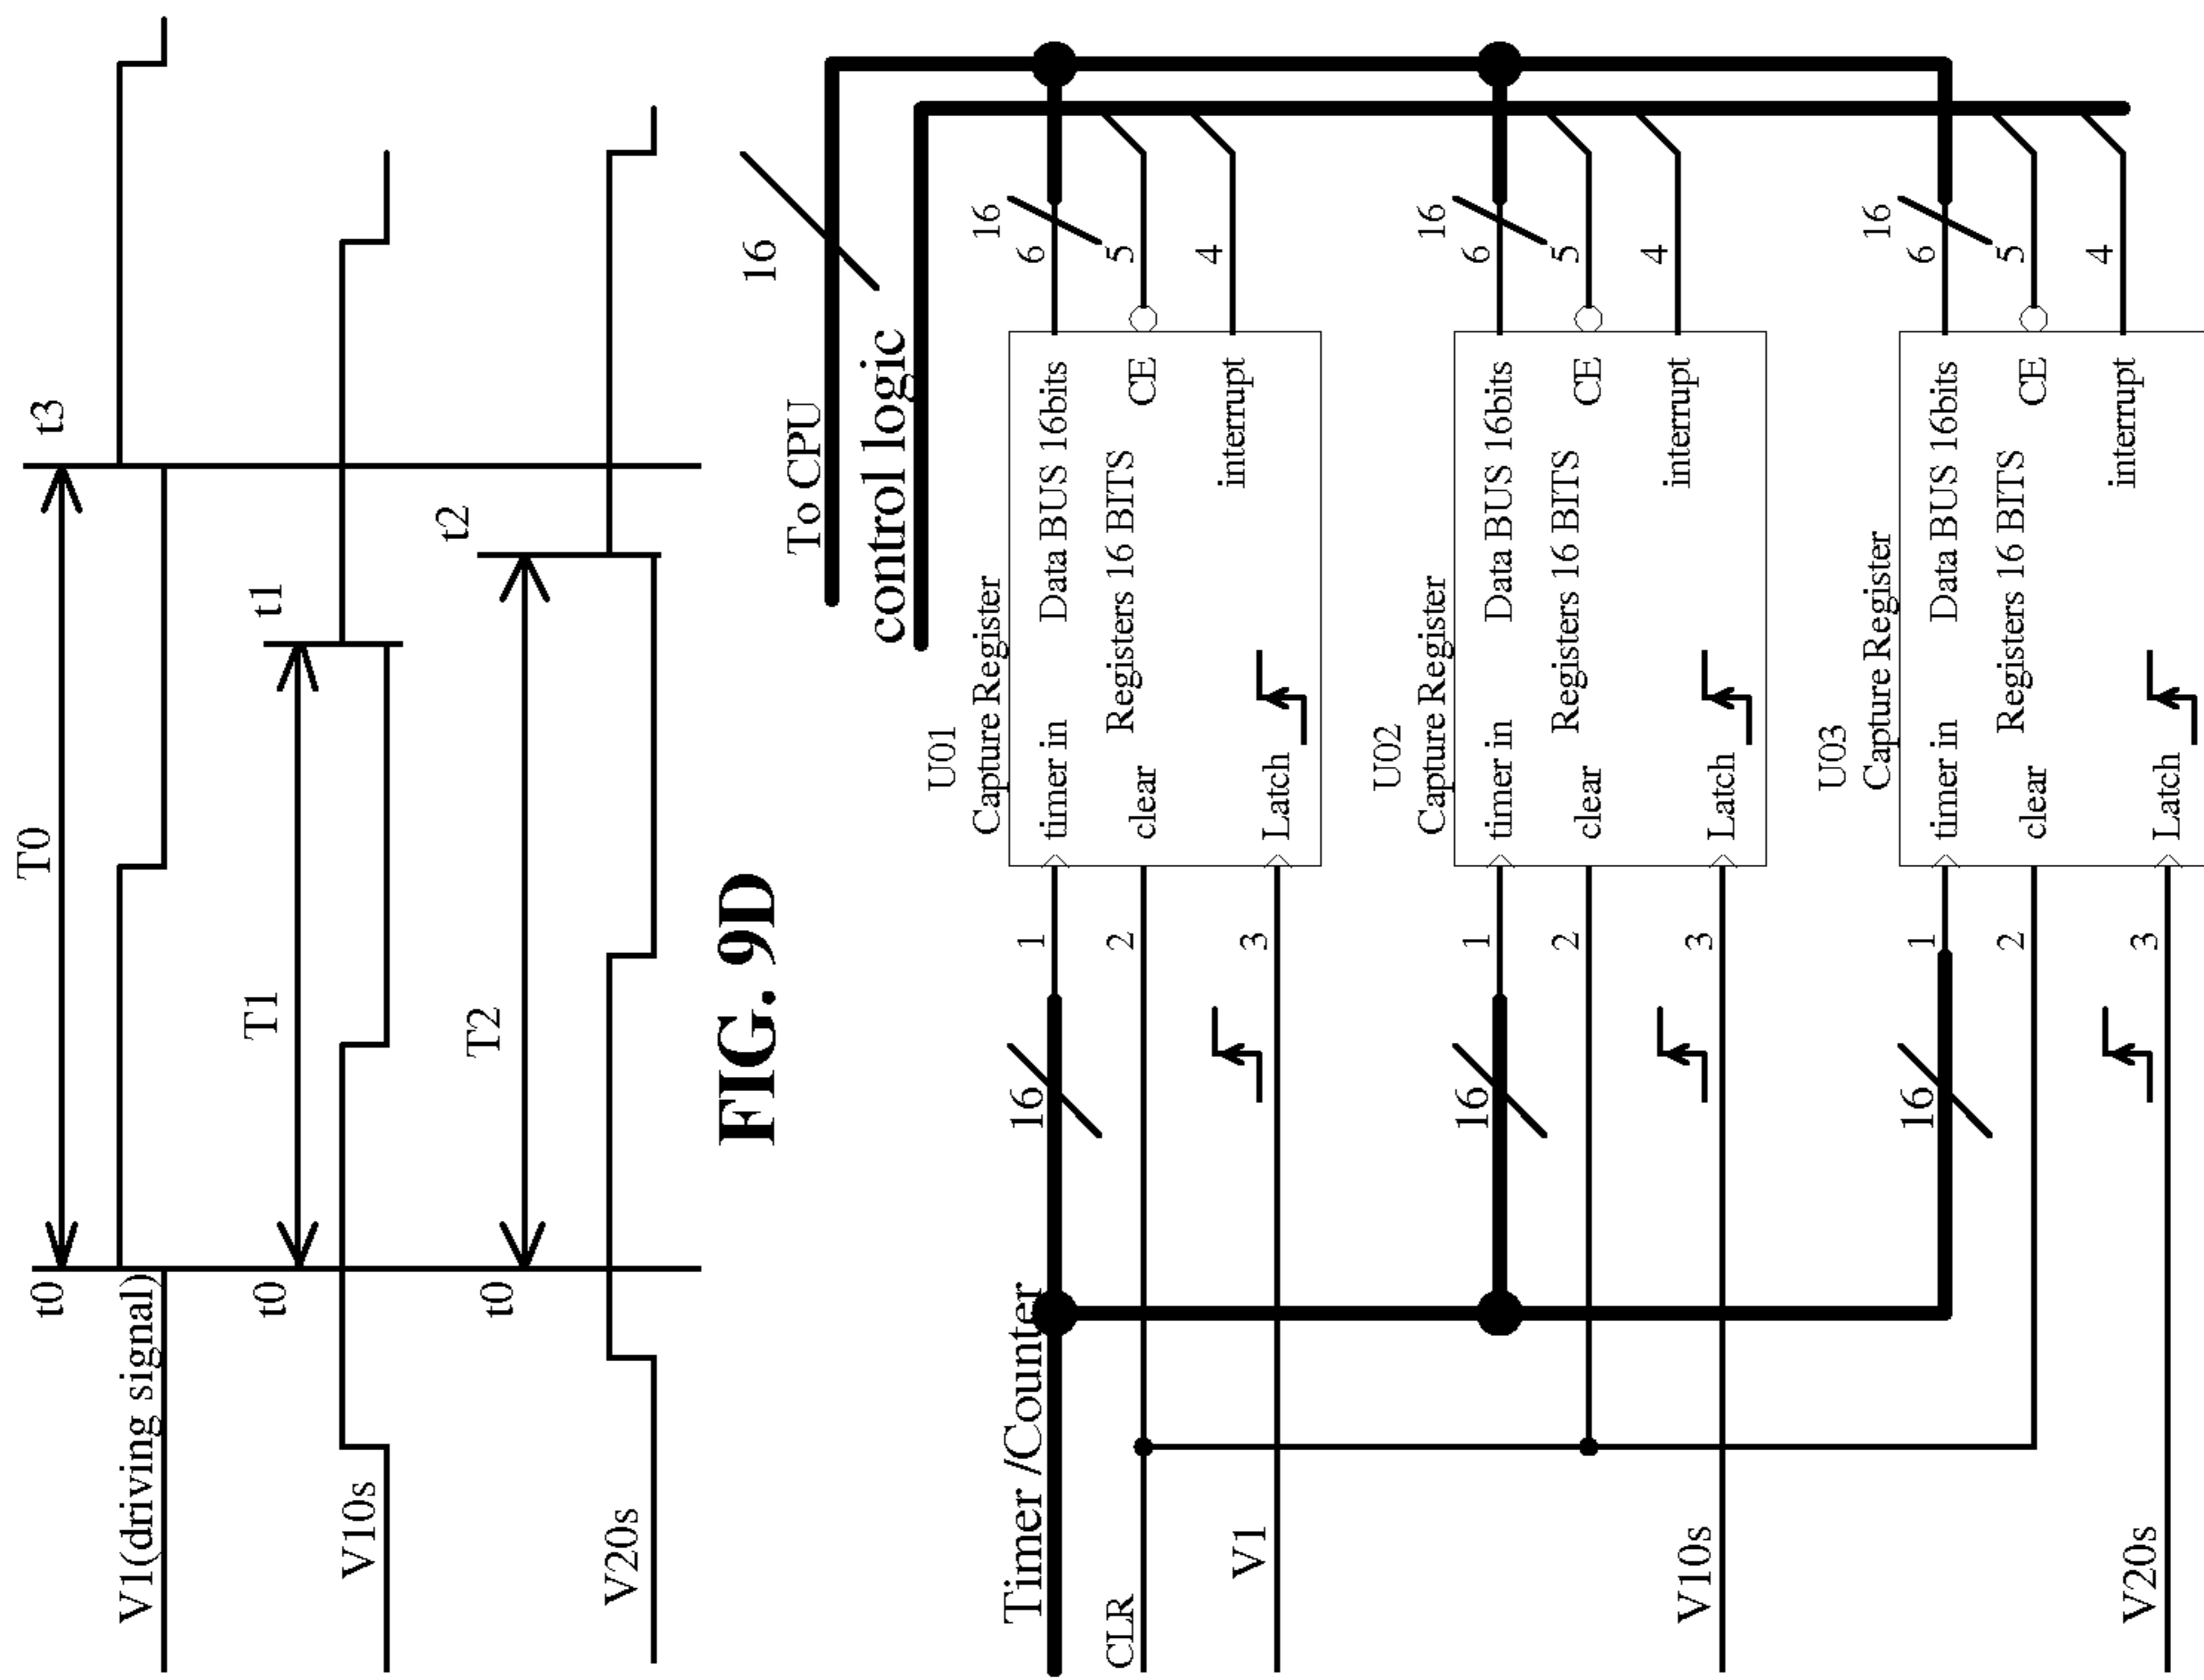 t0
T0
t3
V1(driving signal)
t0
T1
t1
V10s
t0
T2
t2
V20s
FIG. 9D
To CPU
16
control logic
U01
Capture Register
Timer /Counter
16
1
timer in
Data BUS 16bits
6
16
Registers 16 BITS
CLR
2
clear
CE
5
interrupt
4
V1
3
Latch
U02
Capture Register
16
1
timer in
Data BUS 16bits
6
16
Registers 16 BITS
2
clear
CE
5
interrupt
4
V10s
3
Latch
U03
Capture Register
16
1
timer in
Data BUS 16bits
6
16
Registers 16 BITS
2
clear
CE
5
interrupt
4
V20s
3
Latch